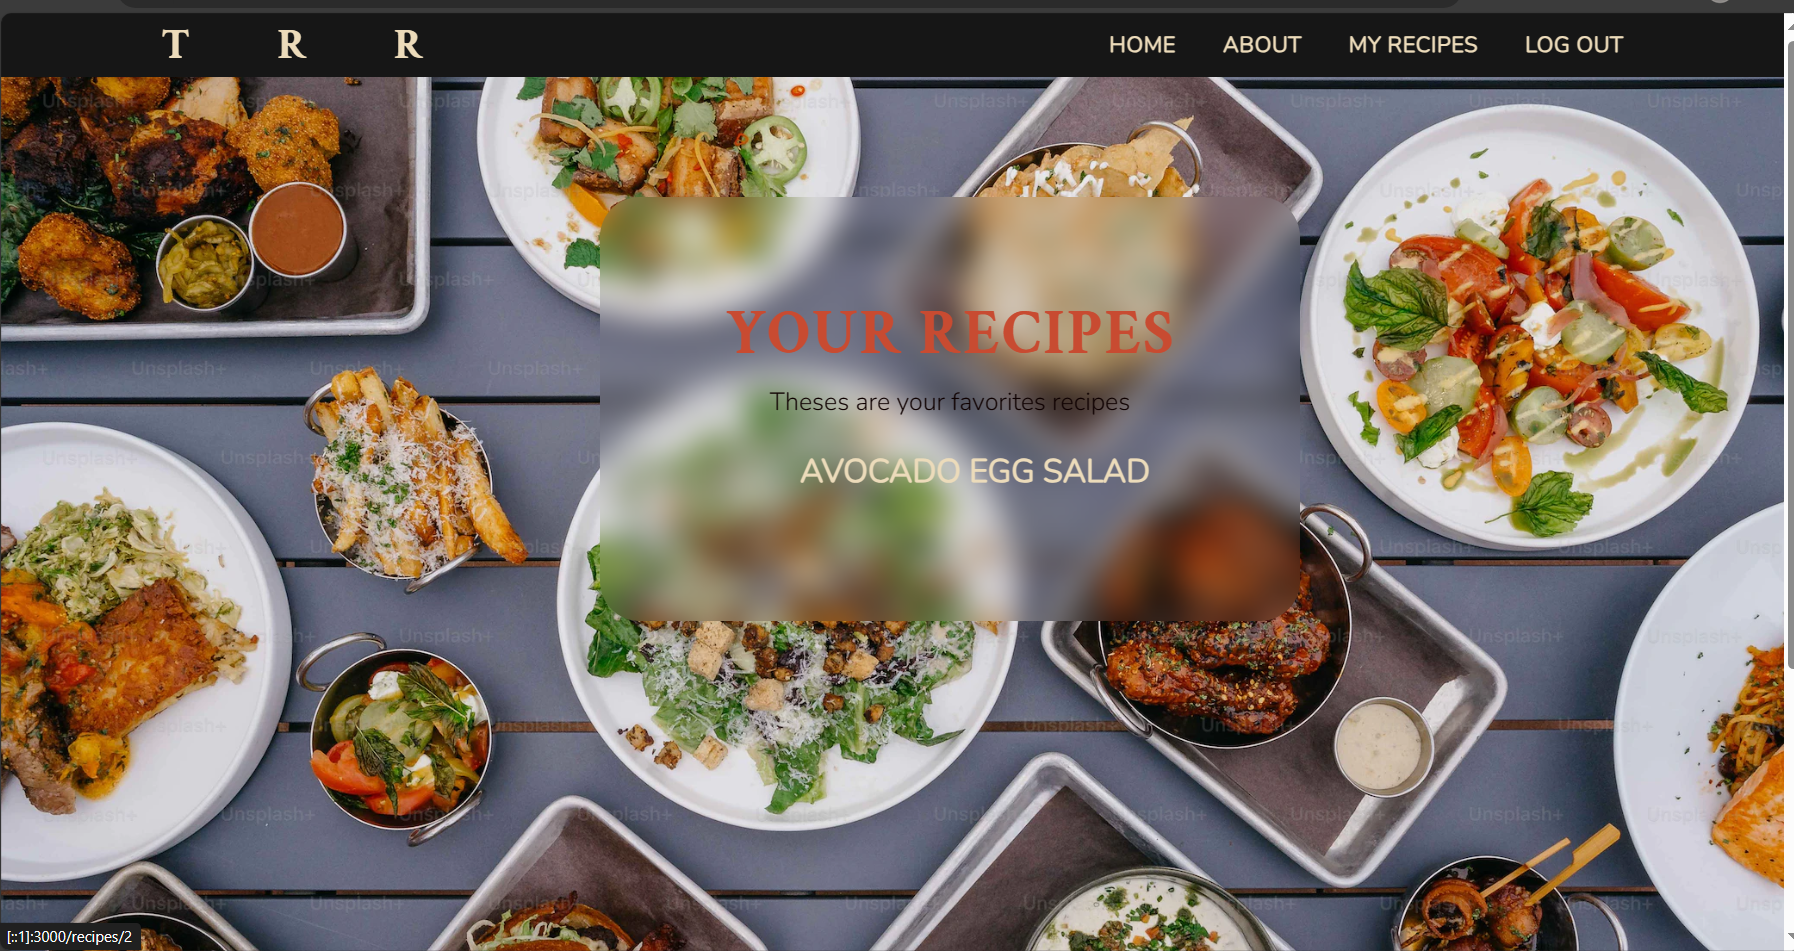 T R R
HOME ABOUT MY RECIPES LOG OUT
YOUR RECIPES
Theses are your favorites recipes
AVOCADO EGG SALAD
Unsplash+
[::1]:3000/recipes/2